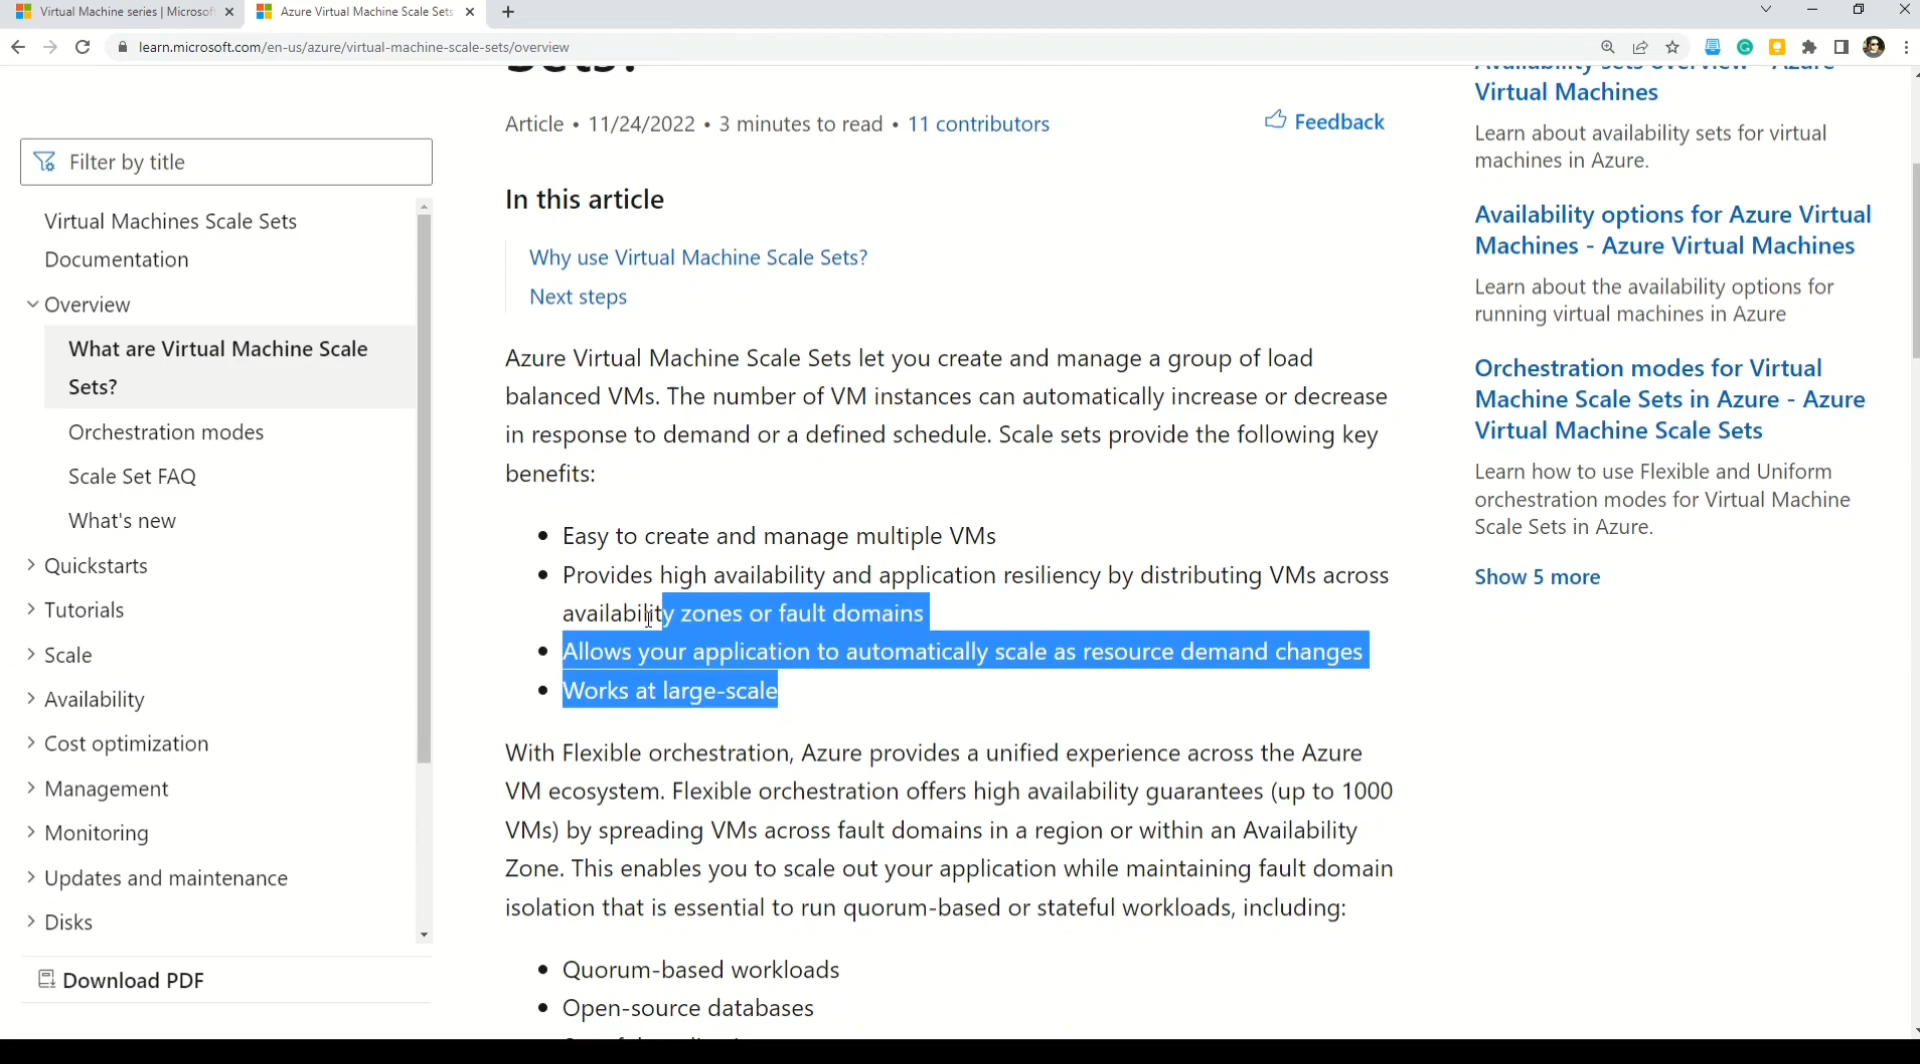 Virtual Machine series | Microsof
Azure Virtual Machine Scale Sets
learn.microsoft.com/en-us/azure/virtual-machine-scale-sets/overview
Filter by title
Virtual Machines Scale Sets
Documentation
Overview
What are Virtual Machine Scale
Sets?
Orchestration modes
Scale Set FAQ
What's new
Quickstarts
Tutorials
Scale
Availability
Cost optimization
Management
Monitoring
Updates and maintenance
Disks
Download PDF
Sets?
Article • 11/24/2022 • 3 minutes to read • 11 contributors
Feedback
In this article
Why use Virtual Machine Scale Sets?
Next steps
Azure Virtual Machine Scale Sets let you create and manage a group of load
balanced VMs. The number of VM instances can automatically increase or decrease
in response to demand or a defined schedule. Scale sets provide the following key
benefits:
• Easy to create and manage multiple VMs
• Provides high availability and application resiliency by distributing VMs across
availability zones or fault domains
• Allows your application to automatically scale as resource demand changes
• Works at large-scale
With Flexible orchestration, Azure provides a unified experience across the Azure
VM ecosystem. Flexible orchestration offers high availability guarantees (up to 1000
VMs) by spreading VMs across fault domains in a region or within an Availability
Zone. This enables you to scale out your application while maintaining fault domain
isolation that is essential to run quorum-based or stateful workloads, including:
• Quorum-based workloads
• Open-source databases
Availability sets overview - Azure
Virtual Machines
Learn about availability sets for virtual
machines in Azure.
Availability options for Azure Virtual
Machines - Azure Virtual Machines
Learn about the availability options for
running virtual machines in Azure
Orchestration modes for Virtual
Machine Scale Sets in Azure - Azure
Virtual Machine Scale Sets
Learn how to use Flexible and Uniform
orchestration modes for Virtual Machine
Scale Sets in Azure.
Show 5 more